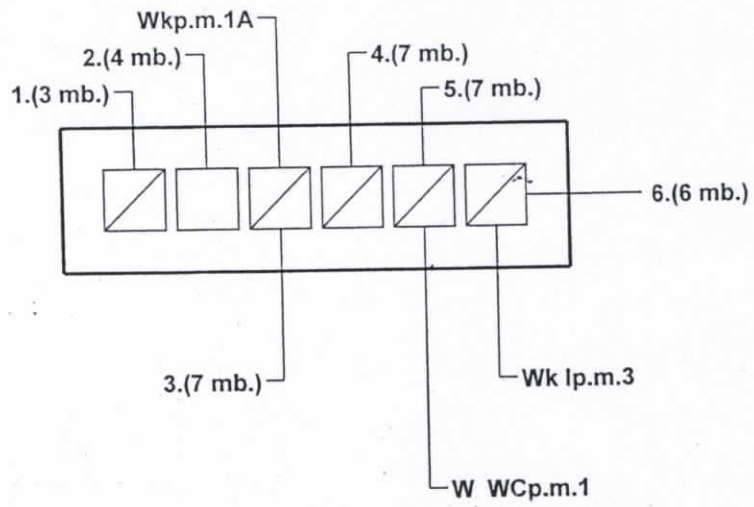 Wkp.m.1A
2.(4 mb.)
4.(7 mb.)
1.(3 mb.)
5.(7 mb.)
6.(6 mb.)
3.(7 mb.)
Wk Ip.m.3
W WCp.m.1